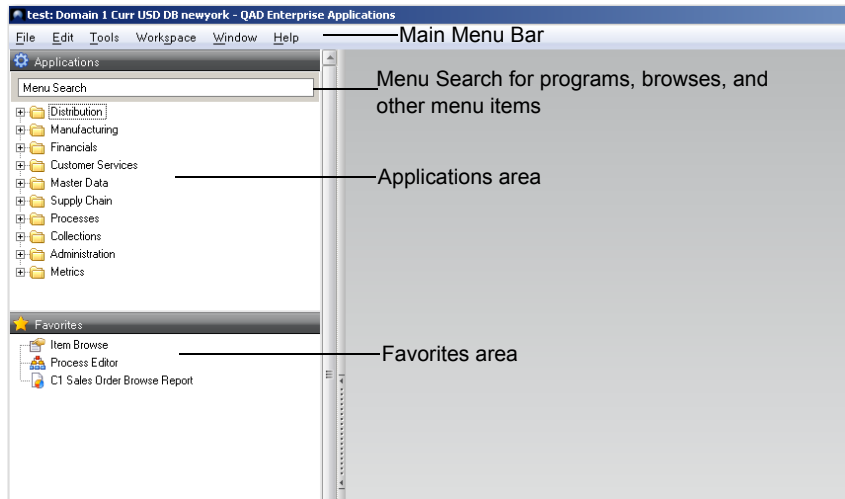 test: Domain 1 Curr USD DB newyork - QAD Enterprise Applications
File Edit Tools Workspace Window Help
Main Menu Bar
Applications
Menu Search
Menu Search for programs, browses, and
other menu items
Distribution
Manufacturing
Financials
Customer Services
Master Data
Applications area
Supply Chain
Processes
Collections
Administration
Metrics
Favorites
Item Browse
Favorites area
Process Editor
C1 Sales Order Browse Report